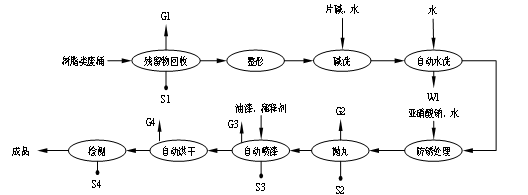 G1
片碱、水
水
树脂类废桶
残留物回收
整形
碱洗
自动水洗
S1
W1
油漆、稀释剂
亚硝酸钠、水
G4
G3
G2
成品
检测
自动烘干
自动喷漆
抛丸
防锈处理
S4
S3
S2